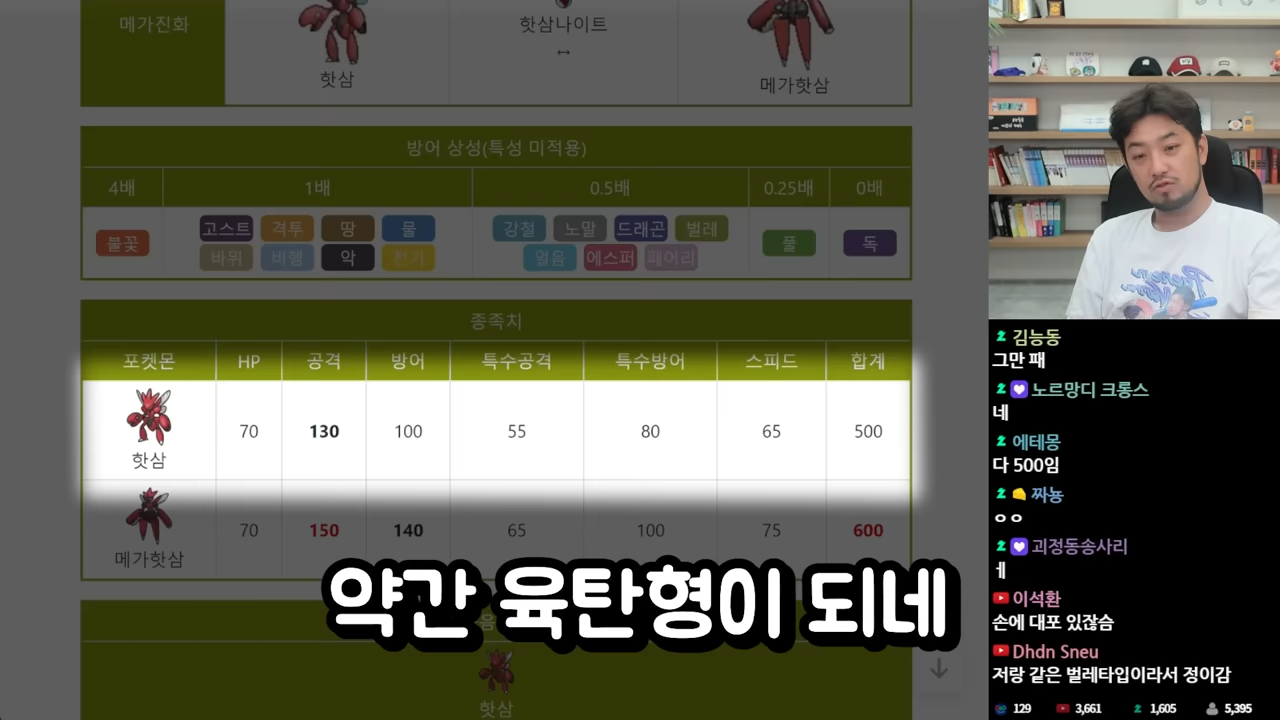 메가진화
핫삼
핫삼나이트
↔
메가핫삼
방어 상성(특성 미적용)
4배 1배 0.5배 0.25배 0배
불꽃
고스트 격투 땅 물
바위 비행 악 전기
강철 노말 드래곤 벌레
얼음 에스퍼 페어리
풀
독
종족치
포켓몬 HP 공격 방어 특수공격 특수방어 스피드 합계
핫삼 70 130 100 55 80 65 500
메가핫삼 70 150 140 65 100 75 600
약간 육탄형이 되네
핫삼
김능동
그만 패
노르망디 크롱스
네
에테몽
다 500임
짜뇽
ㅇㅇ
괴정동송사리
ㅔ
이석환
손에 대포 있잖슴
Dhdn Sneu
저랑 같은 벌레타입이라서 정이감
129 3,661 1,605 5,395